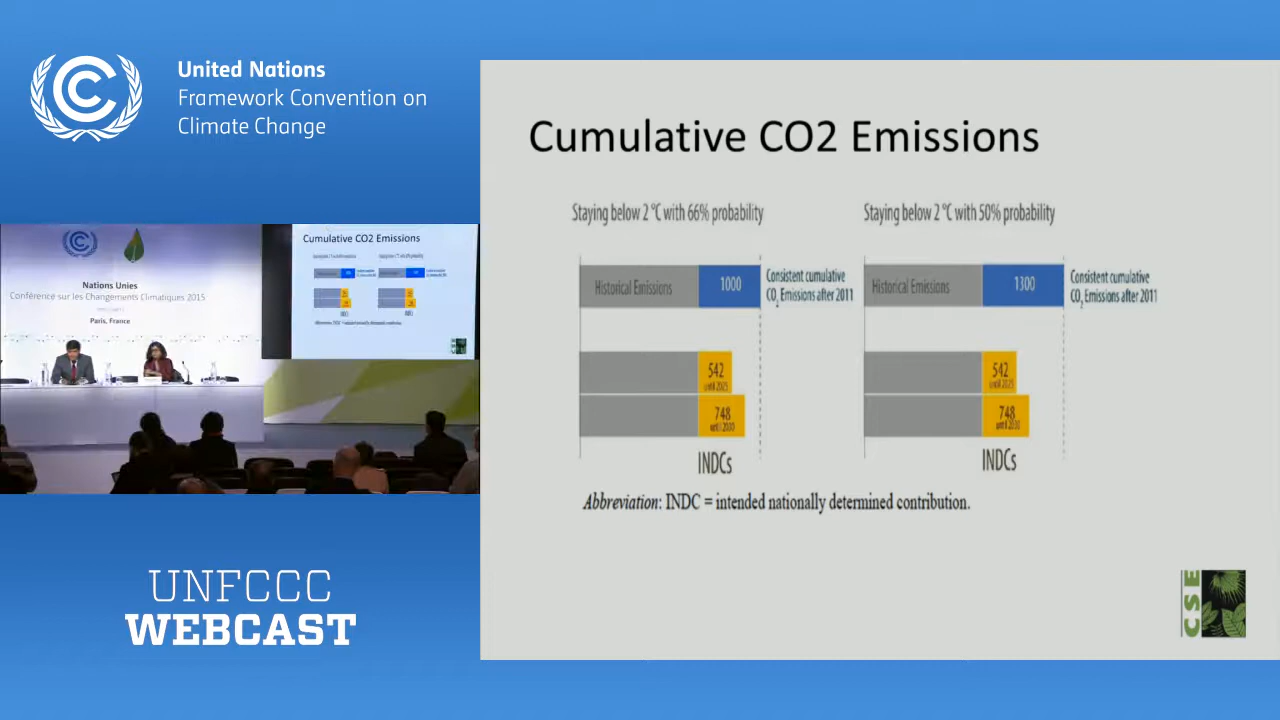 United Nations
Framework Convention on
Climate Change
Nations Unies
Conférence sur les Changements Climatiques 2015
Paris, France
Cumulative CO2 Emissions
INDCs
UNFCCC
WEBCAST
Cumulative CO2 Emissions
Staying below 2 °C with 66% probability
Staying below 2 °C with 50% probability
Historical Emissions
1000
Consistent cumulative
CO2 Emissions after 2011
Historical Emissions
1300
Consistent cumulative
CO2 Emissions after 2011
542
until 2025
748
until 2030
INDCs
542
until 2025
748
until 2030
INDCs
Abbreviation: INDC = intended nationally determined contribution.
CSE